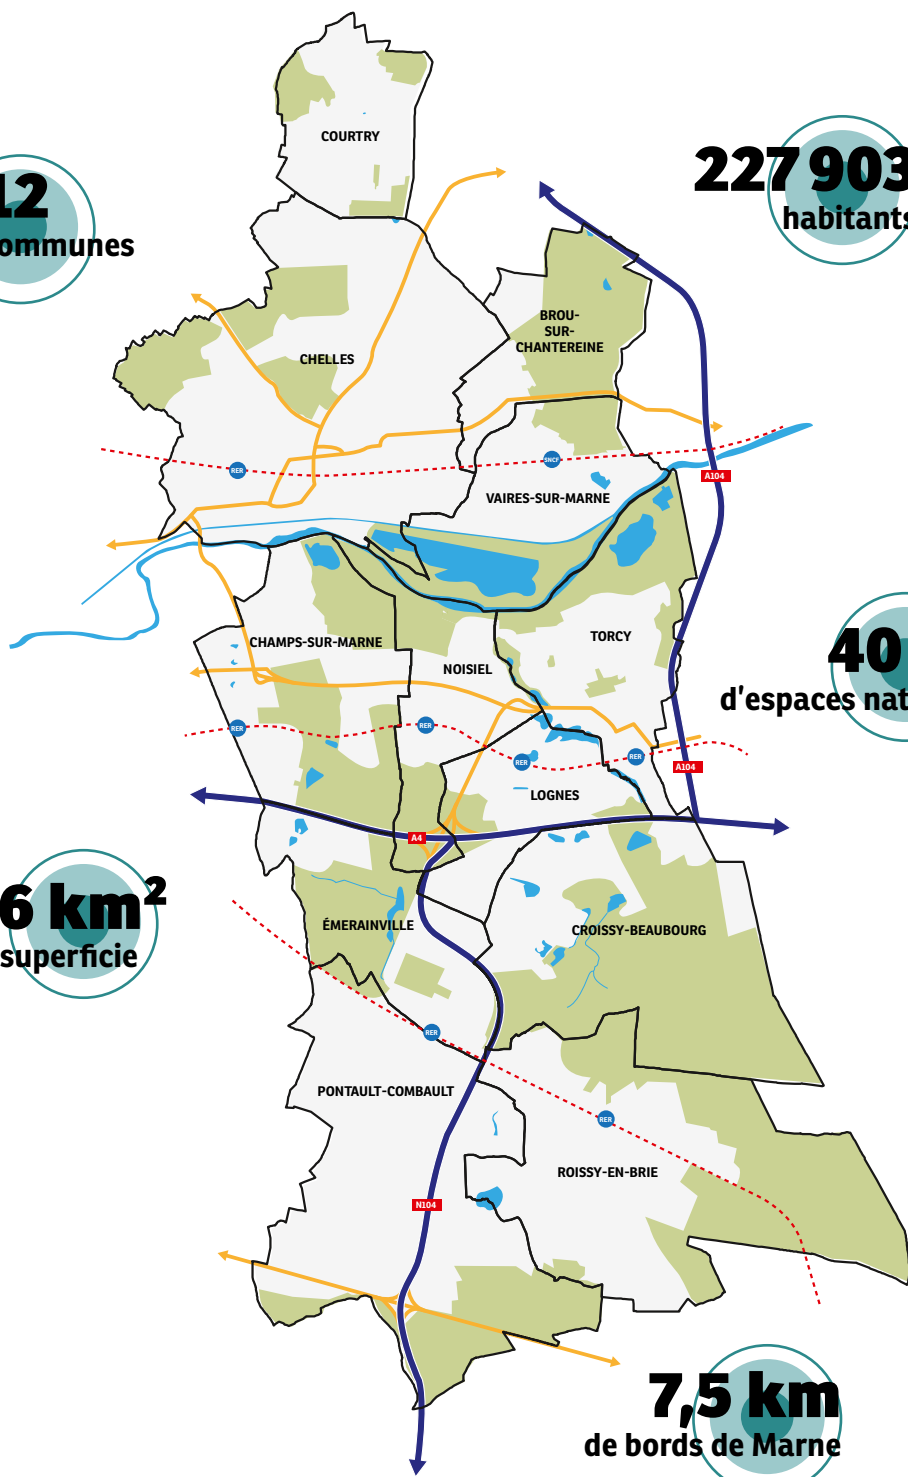 COURTRY
12
communes
227 903
habitants
BROU-
SUR-
CHANTEREINE
CHELLES
RER
SNCF
A104
VAIRES-SUR-MARNE
CHAMPS-SUR-MARNE
NOISIEL
TORCY
40
d'espaces nat
RER
RER
RER
RER
A104
LOGNES
A4
6 km²
superficie
ÉMERAINVILLE
CROISSY-BEAUBOURG
RER
PONTAULT-COMBAULT
RER
ROISSY-EN-BRIE
N104
7,5 km
de bords de Marne